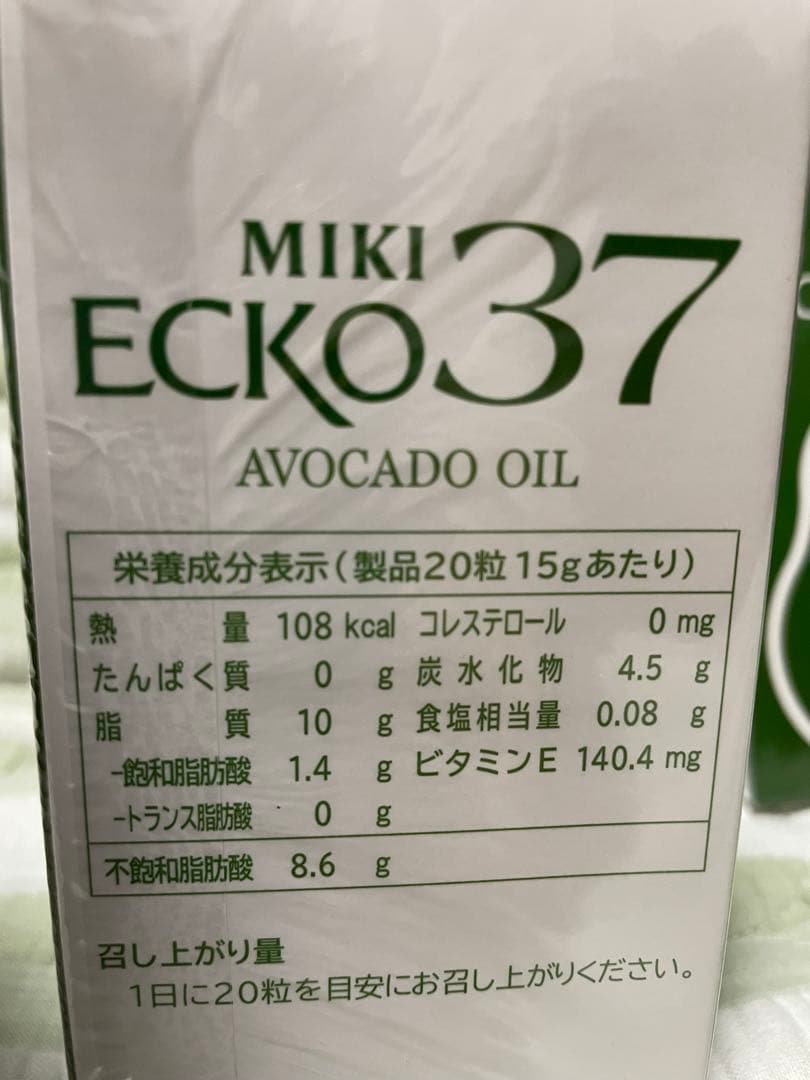 MIKI
ECKO37
AVOCADO OIL
栄養成分表示(製品20粒15gあたり)
熱量 108 kcal コレステロール 0 mg
たんぱく質 0 g 炭水化物 4.5 g
脂質 10 g 食塩相当量 0.08 g
-飽和脂肪酸 1.4 g ビタミンE 140.4 mg
-トランス脂肪酸 0 g
不飽和脂肪酸 8.6 g
召し上がり量
1日に20粒を目安にお召し上がりください。